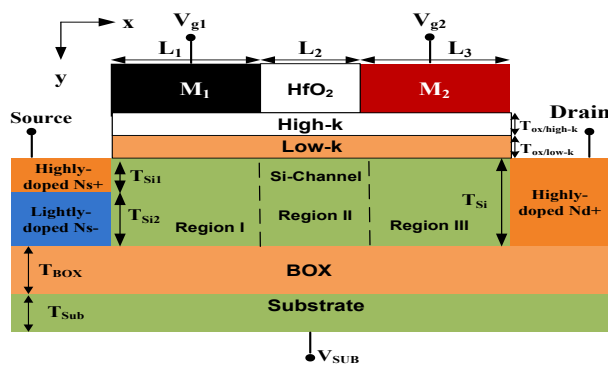 x
y
Vg1
Vg2
L₁
L₂
L₃
M₁
HfO₂
M₂
Source
Drain
High-k
Tox/high-k
Low-k
Tox/low-k
Highly-
doped Ns+
TSi1
Si-Channel
TSi
Highly-
doped Nd+
Lightly-
doped Ns-
TSi2
Region I
Region II
Region III
TBOX
BOX
TSub
Substrate
VSUB